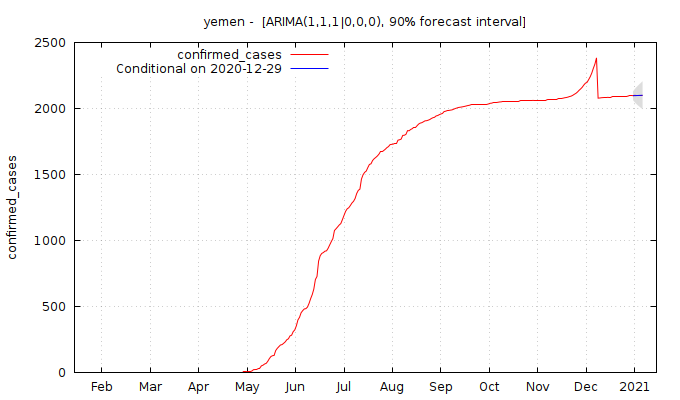 yemen -  [ARIMA(1,1,1|0,0,0), 90% forecast interval]
confirmed_cases
Conditional on 2020-12-29
confirmed_cases
2500
2000
1500
1000
500
0
Feb Mar Apr May Jun Jul Aug Sep Oct Nov Dec 2021